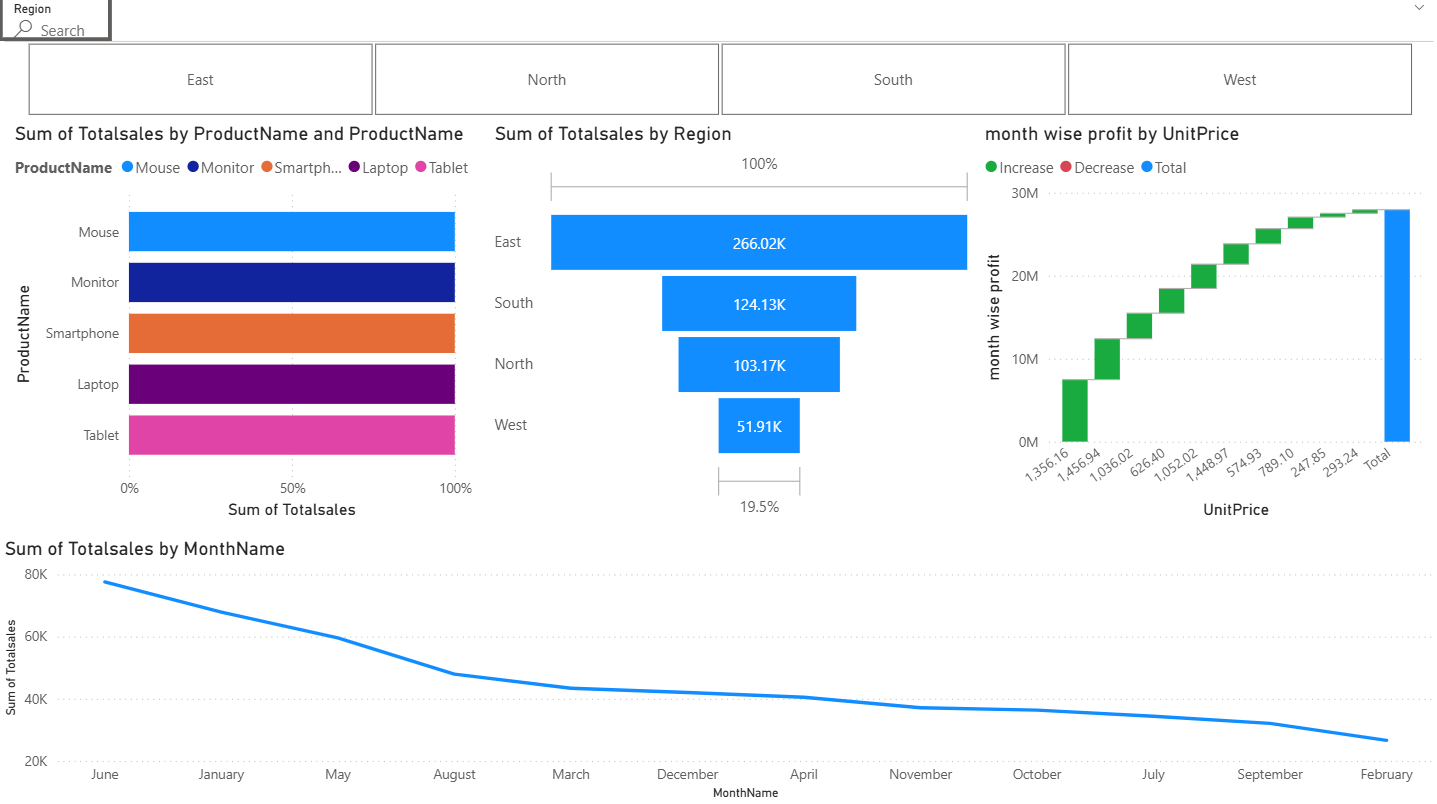 Region
Search
East
North
South
West
Sum of Totalsales by ProductName and ProductName
ProductName Mouse Monitor Smartph... Laptop Tablet
ProductName
Mouse
Monitor
Smartphone
Laptop
Tablet
0% 50% 100%
Sum of Totalsales
Sum of Totalsales by Region
100%
East 266.02K
South 124.13K
North 103.17K
West 51.91K
19.5%
month wise profit by UnitPrice
Increase Decrease Total
month wise profit
30M
20M
10M
0M
1,356.16 1,456.94 1,036.02 626.40 1,052.02 1,448.97 574.93 789.10 247.85 293.24 Total
UnitPrice
Sum of Totalsales by MonthName
Sum of Totalsales
80K
60K
40K
20K
June January May August March December April November October July September February
MonthName